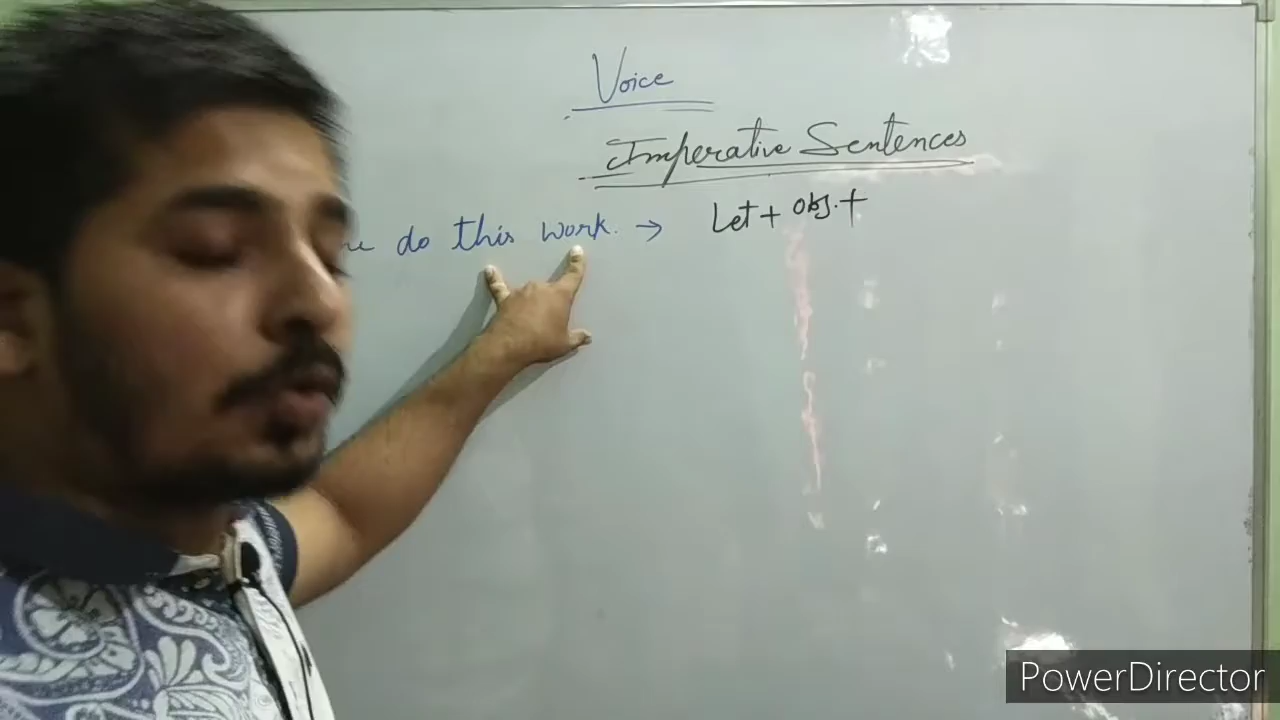 Voice
Imperative Sentences
do this work. → Let + obj. +
PowerDirector